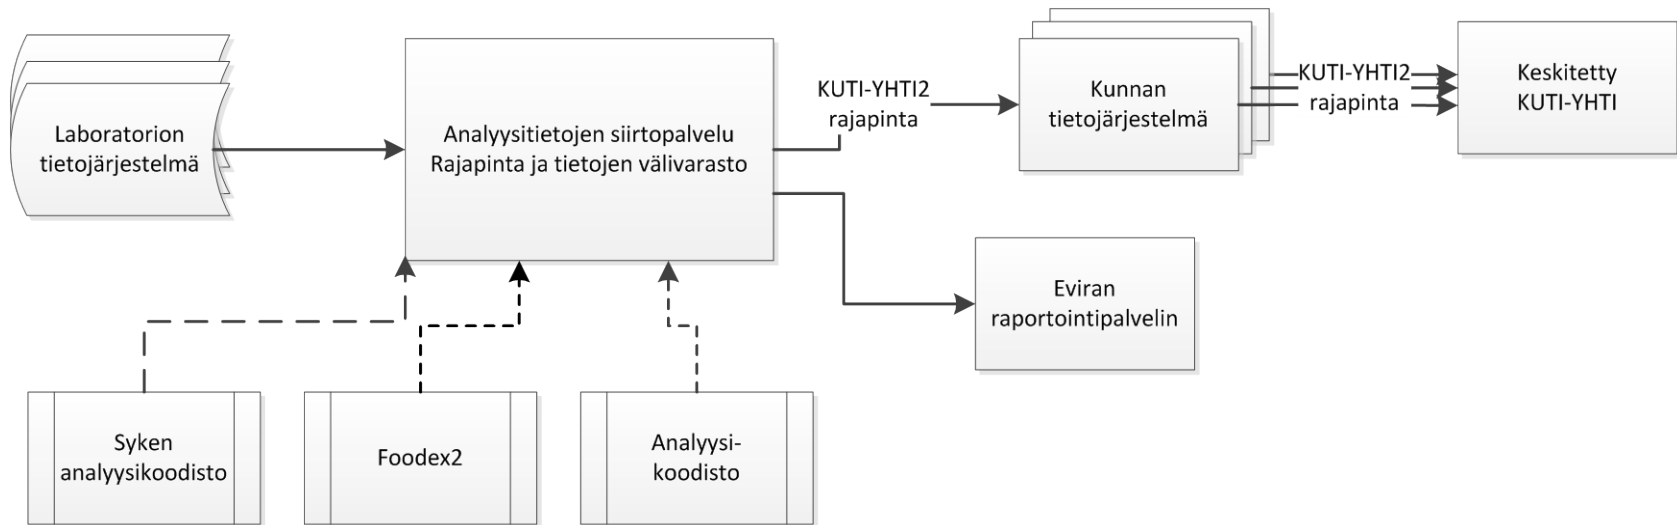 Laboratorion
tietojärjestelmä
Analyysitietojen siirtopalvelu
Rajapinta ja tietojen välivarasto
KUTI-YHTI2
rajapinta
Kunnan
tietojärjestelmä
KUTI-YHTI2
rajapinta
Keskitetty
KUTI-YHTI
Eviran
raportointipalvelin
Syken
analyysikoodisto
Foodex2
Analyysi-
koodisto